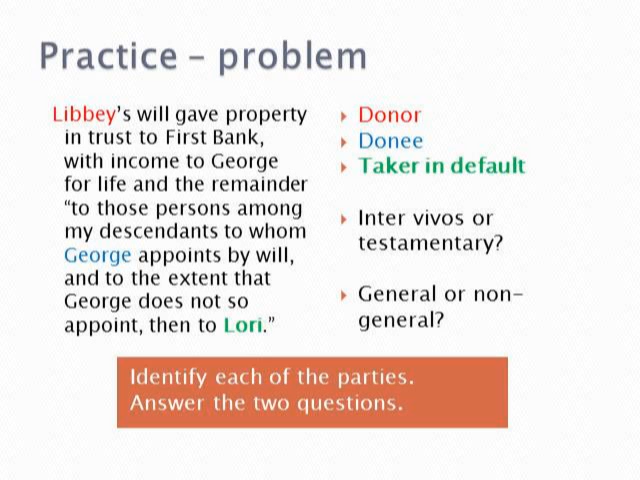 Practice – problem
Libbey’s will gave property
in trust to First Bank,
with income to George
for life and the remainder
“to those persons among
my descendants to whom
George appoints by will,
and to the extent that
George does not so
appoint, then to Lori.”
Donor
Donee
Taker in default
Inter vivos or
testamentary?
General or non-
general?
Identify each of the parties.
Answer the two questions.